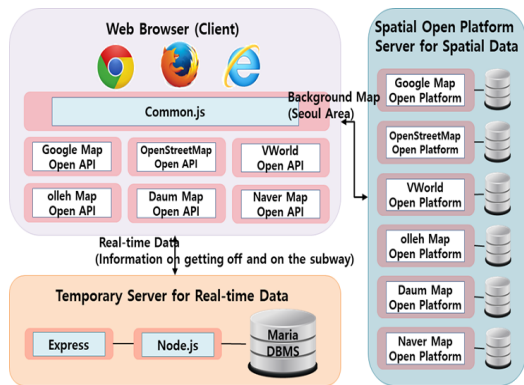 Web Browser (Client)
Common.js
Google Map
Open API
OpenStreetMap
Open API
VWorld
Open API
olleh Map
Open API
Daum Map
Open API
Naver Map
Open API
Background Map
(Seoul Area)
Real-time Data
(Information on getting off and on the subway)
Temporary Server for Real-time Data
Express
Node.js
Maria
DBMS
Spatial Open Platform
Server for Spatial Data
Google Map
Open Platform
OpenStreetMap
Open Platform
VWorld
Open Platform
olleh Map
Open Platform
Daum Map
Open Platform
Naver Map
Open Platform